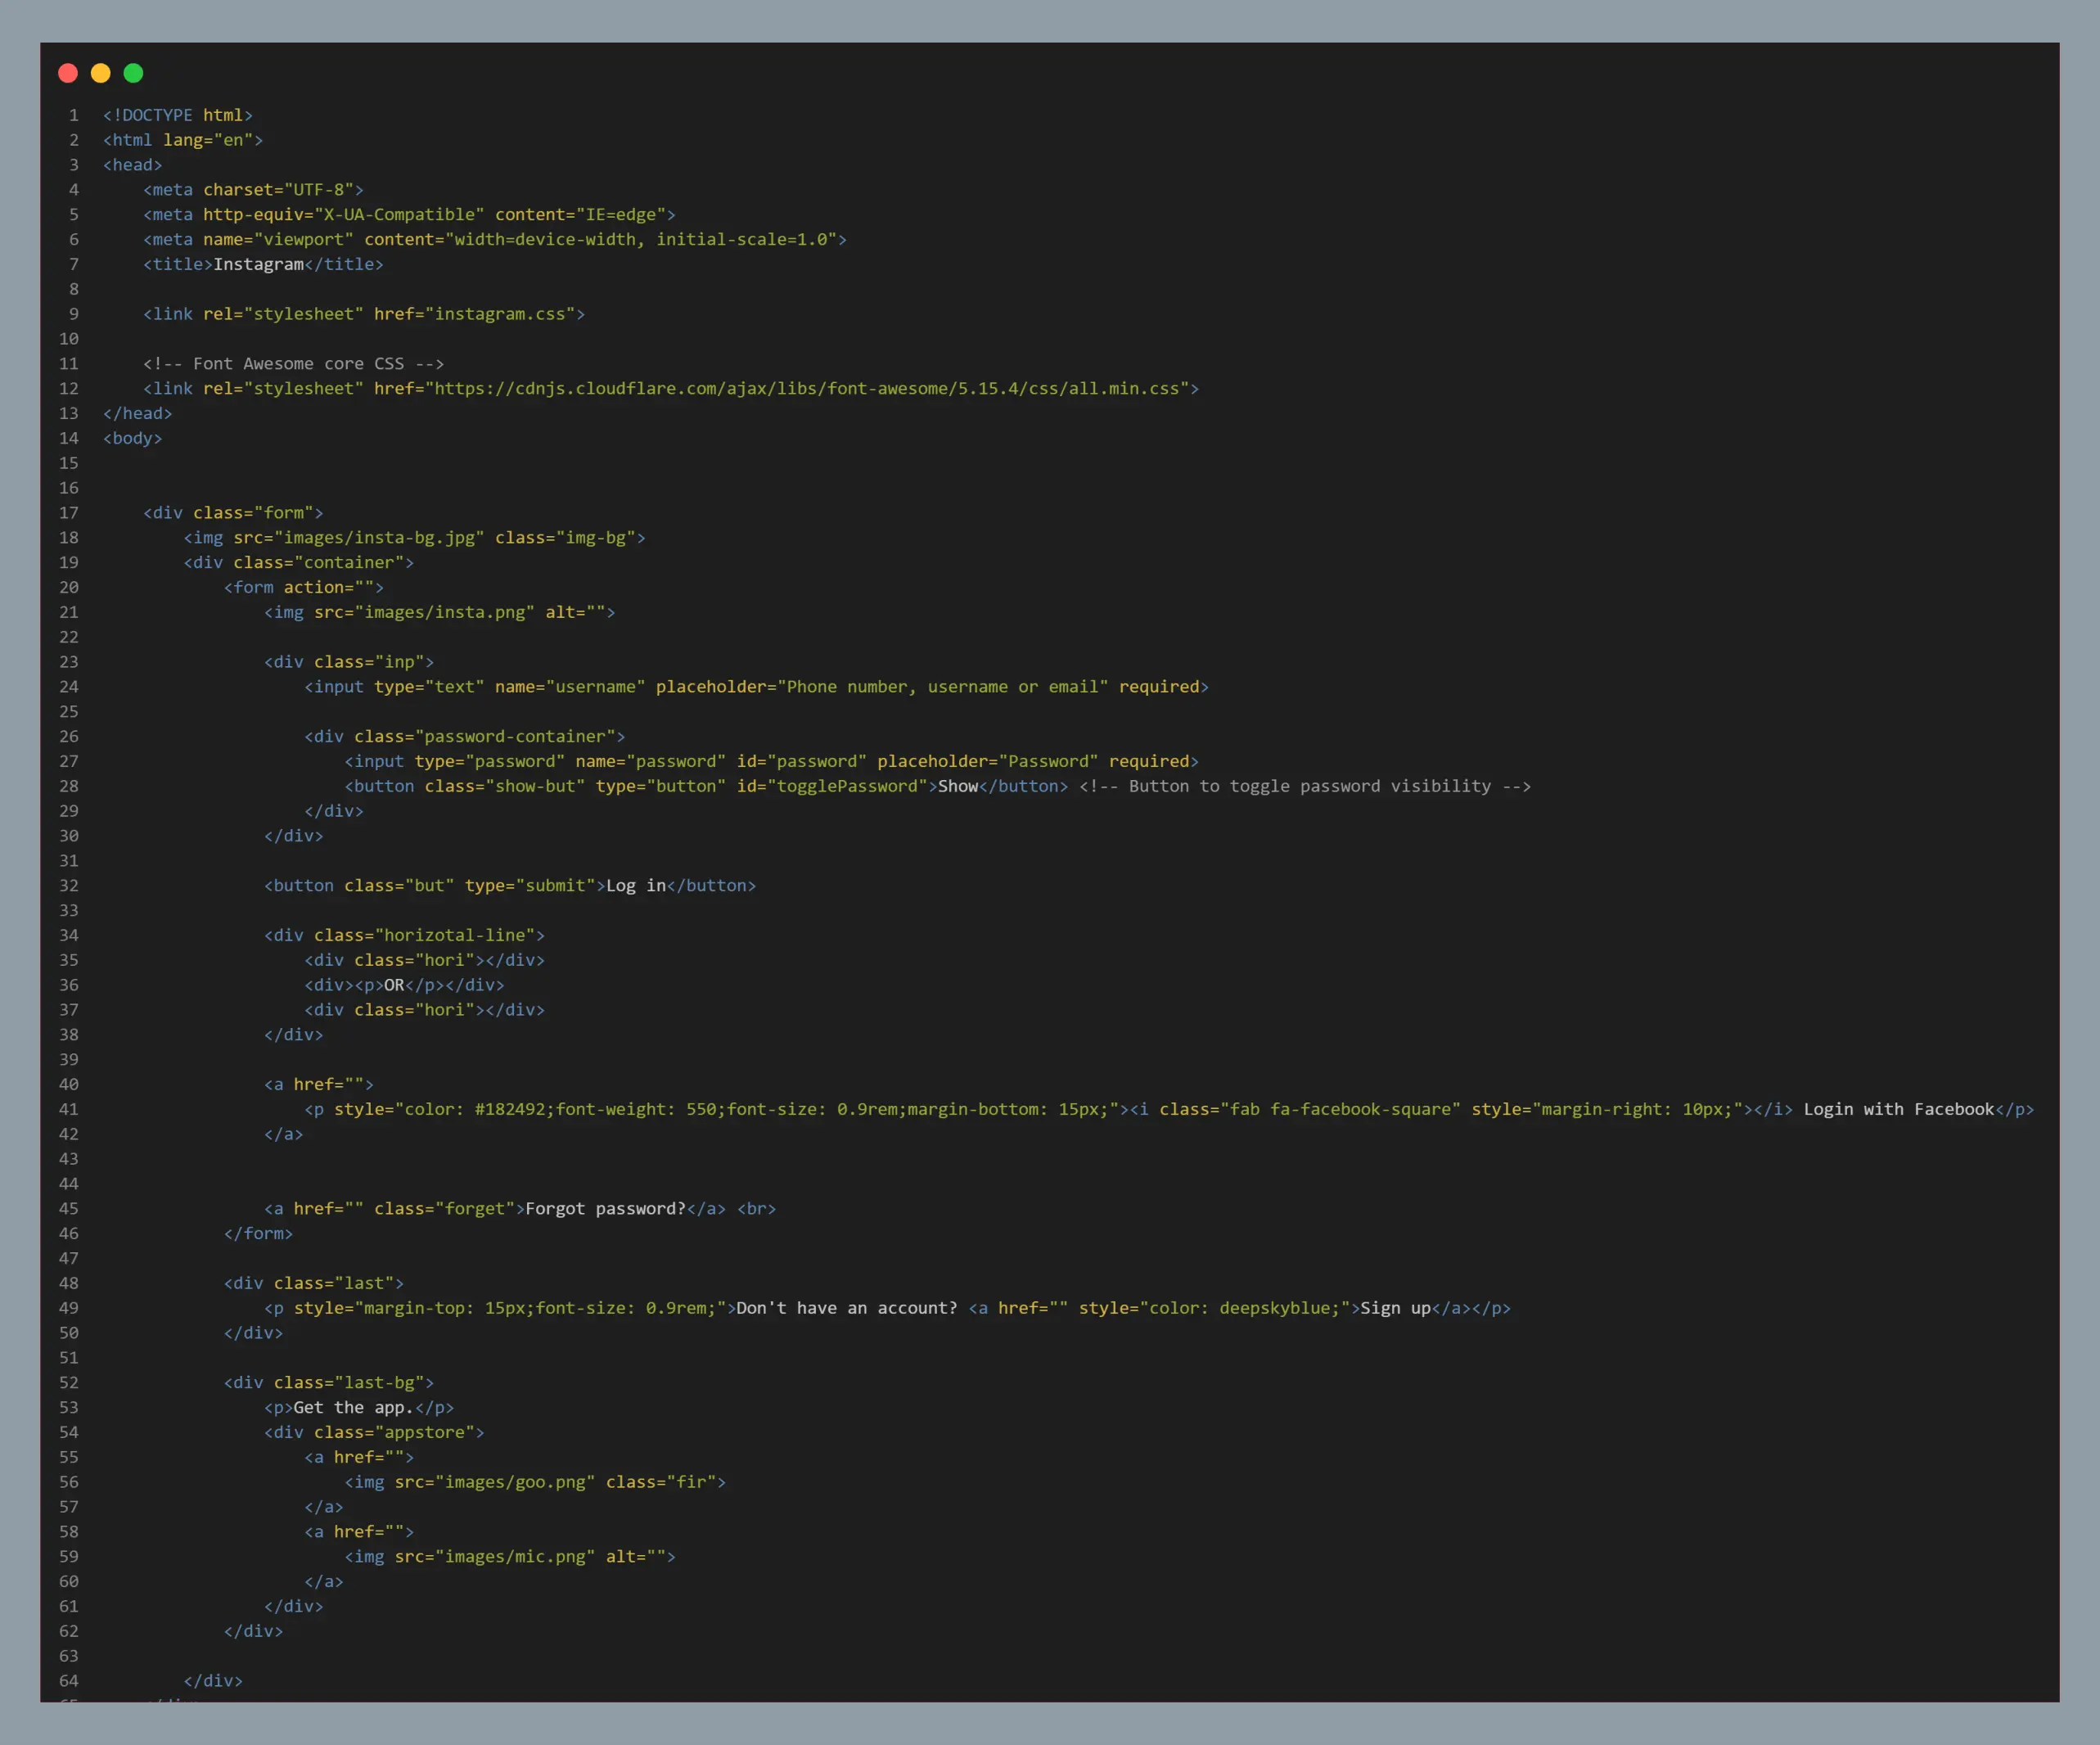 1 <!DOCTYPE html>
2 <html lang="en">
3 <head>
4     <meta charset="UTF-8">
5     <meta http-equiv="X-UA-Compatible" content="IE=edge">
6     <meta name="viewport" content="width=device-width, initial-scale=1.0">
7     <title>Instagram</title>
8
9     <link rel="stylesheet" href="instagram.css">
10
11     <!-- Font Awesome core CSS -->
12     <link rel="stylesheet" href="https://cdnjs.cloudflare.com/ajax/libs/font-awesome/5.15.4/css/all.min.css">
13 </head>
14 <body>
15
16
17     <div class="form">
18         <img src="images/insta-bg.jpg" class="img-bg">
19         <div class="container">
20             <form action="">
21                 <img src="images/insta.png" alt="">
22
23                 <div class="inp">
24                     <input type="text" name="username" placeholder="Phone number, username or email" required>
25
26                     <div class="password-container">
27                         <input type="password" name="password" id="password" placeholder="Password" required>
28                         <button class="show-but" type="button" id="togglePassword">Show</button> <!-- Button to toggle password visibility -->
29                     </div>
30                 </div>
31
32                 <button class="but" type="submit">Log in</button>
33
34                 <div class="horizotal-line">
35                     <div class="hori"></div>
36                     <div><p>OR</p></div>
37                     <div class="hori"></div>
38                 </div>
39
40                 <a href="">
41                     <p style="color: #182492;font-weight: 550;font-size: 0.9rem;margin-bottom: 15px;"><i class="fab fa-facebook-square" style="margin-right: 10px;"></i> Login with Facebook</p>
42                 </a>
43
44
45                 <a href="" class="forget">Forgot password?</a> <br>
46             </form>
47
48             <div class="last">
49                 <p style="margin-top: 15px;font-size: 0.9rem;">Don't have an account? <a href="" style="color: deepskyblue;">Sign up</a></p>
50             </div>
51
52             <div class="last-bg">
53                 <p>Get the app.</p>
54                 <div class="appstore">
55                     <a href="">
56                         <img src="images/goo.png" class="fir">
57                     </a>
58                     <a href="">
59                         <img src="images/mic.png" alt="">
60                     </a>
61                 </div>
62             </div>
63
64         </div>